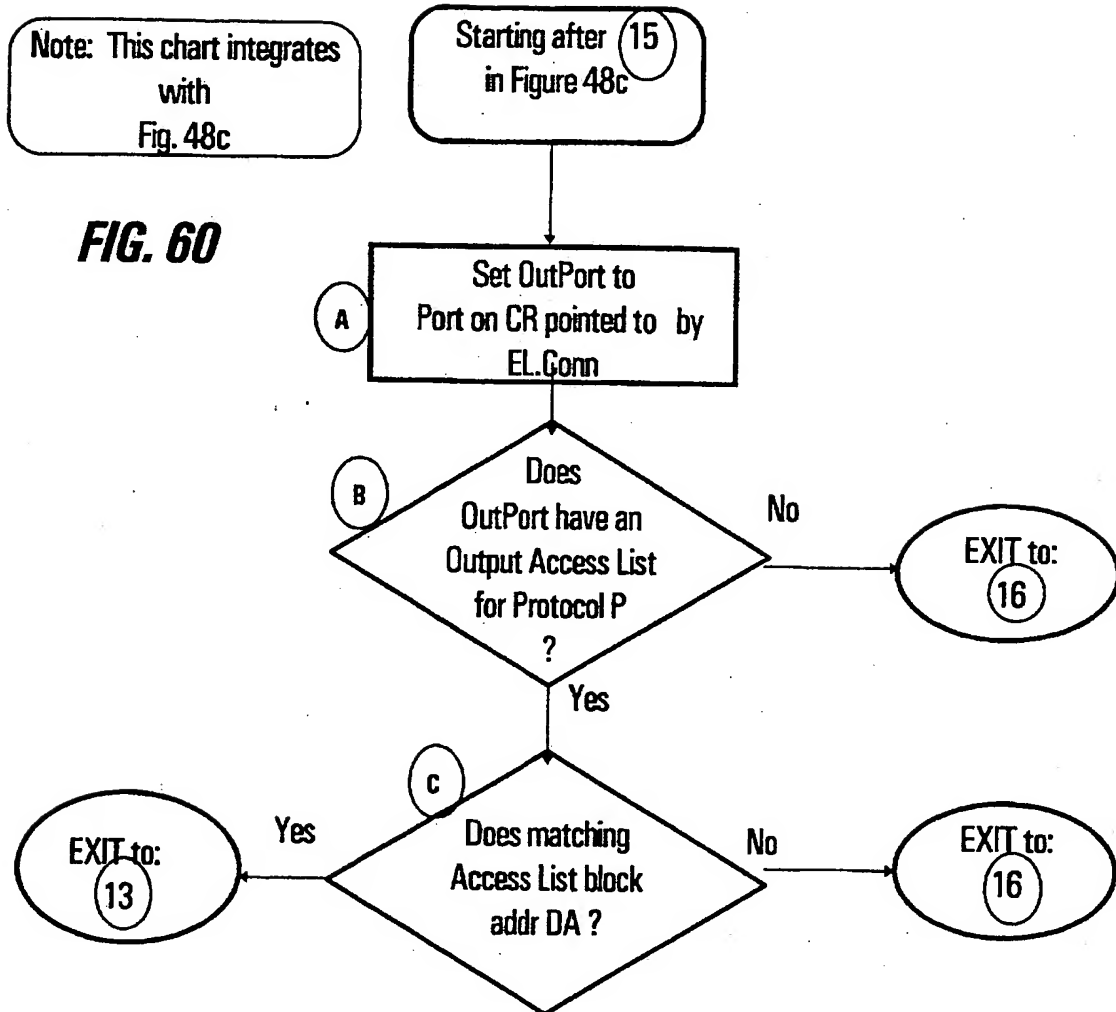 Note: This chart integrates
with
Fig. 48c
Starting after 15
in Figure 48c
FIG. 60
A
Set OutPort to
Port on CR pointed to by
EL.Conn
B
Does
OutPort have an
Output Access List
for Protocol P
?
No
EXIT to:
16
Yes
C
Does matching
Access List block
addr DA ?
Yes
EXIT to:
13
No
EXIT to:
16